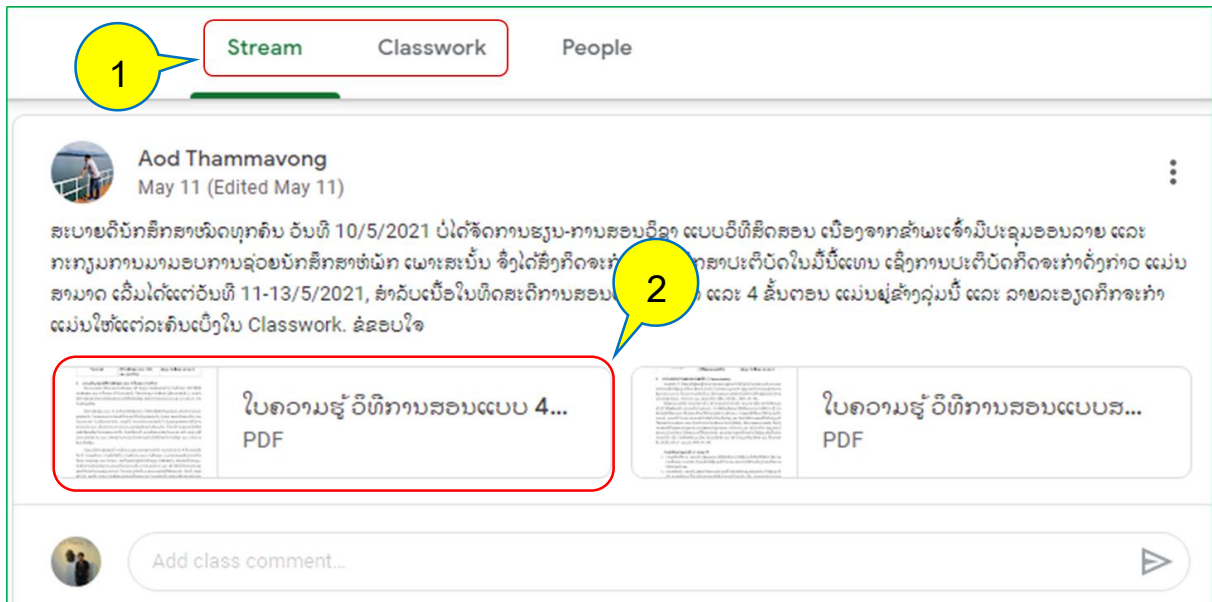 Stream Classwork People
1
Aod Thammavong
May 11 (Edited May 11)
ສະບາຍດີນັກສຶກສາໝົດທຸກຄົນ ວັນທີ 10/5/2021 ບໍ່ໄດ້ຈັດການຮຽນ-ການສອນວິຊາ ແບບວິທີສິດສອນ ເນື່ອງຈາກຂ້າພະເຈົ້າມີປະຊຸມອອນລາຍ ແລະ
ກະກຽມການມາມອບການຊ່ວຍນັກສຶກສາຫໍພັກ ເພາະສະນັ້ນ ຈຶ່ງໄດ້ສັ່ງກິດຈະກຳ ສາປະຕິບັດໃນມື້ນີ້ແທນ ເຊິ່ງການປະຕິບັດກິດຈະກຳດັ່ງກ່າວ ແມ່ນ
ສາມາດ ເລີ່ມໄດ້ແຕ່ວັນທີ 11-13/5/2021, ສຳລັບເນື້ອໃນທິດສະດີການສອນ ແລະ 4 ຂັ້ນຕອນ ແມ່ນຢູ່ຂ້າງລຸ່ມນີ້ ແລະ ລາຍລະອຽດກິກຈະກຳ
2
ແມ່ນໃຫ້ແຕ່ລະຄົນເບິ່ງໃນ Classwork. ຂໍຂອບໃຈ
ໃບຄວາມຮູ້ ວິທີການສອນແບບ 4...
PDF
ໃບຄວາມຮູ້ ວິທີການສອນແບບສ...
PDF
Add class comment...